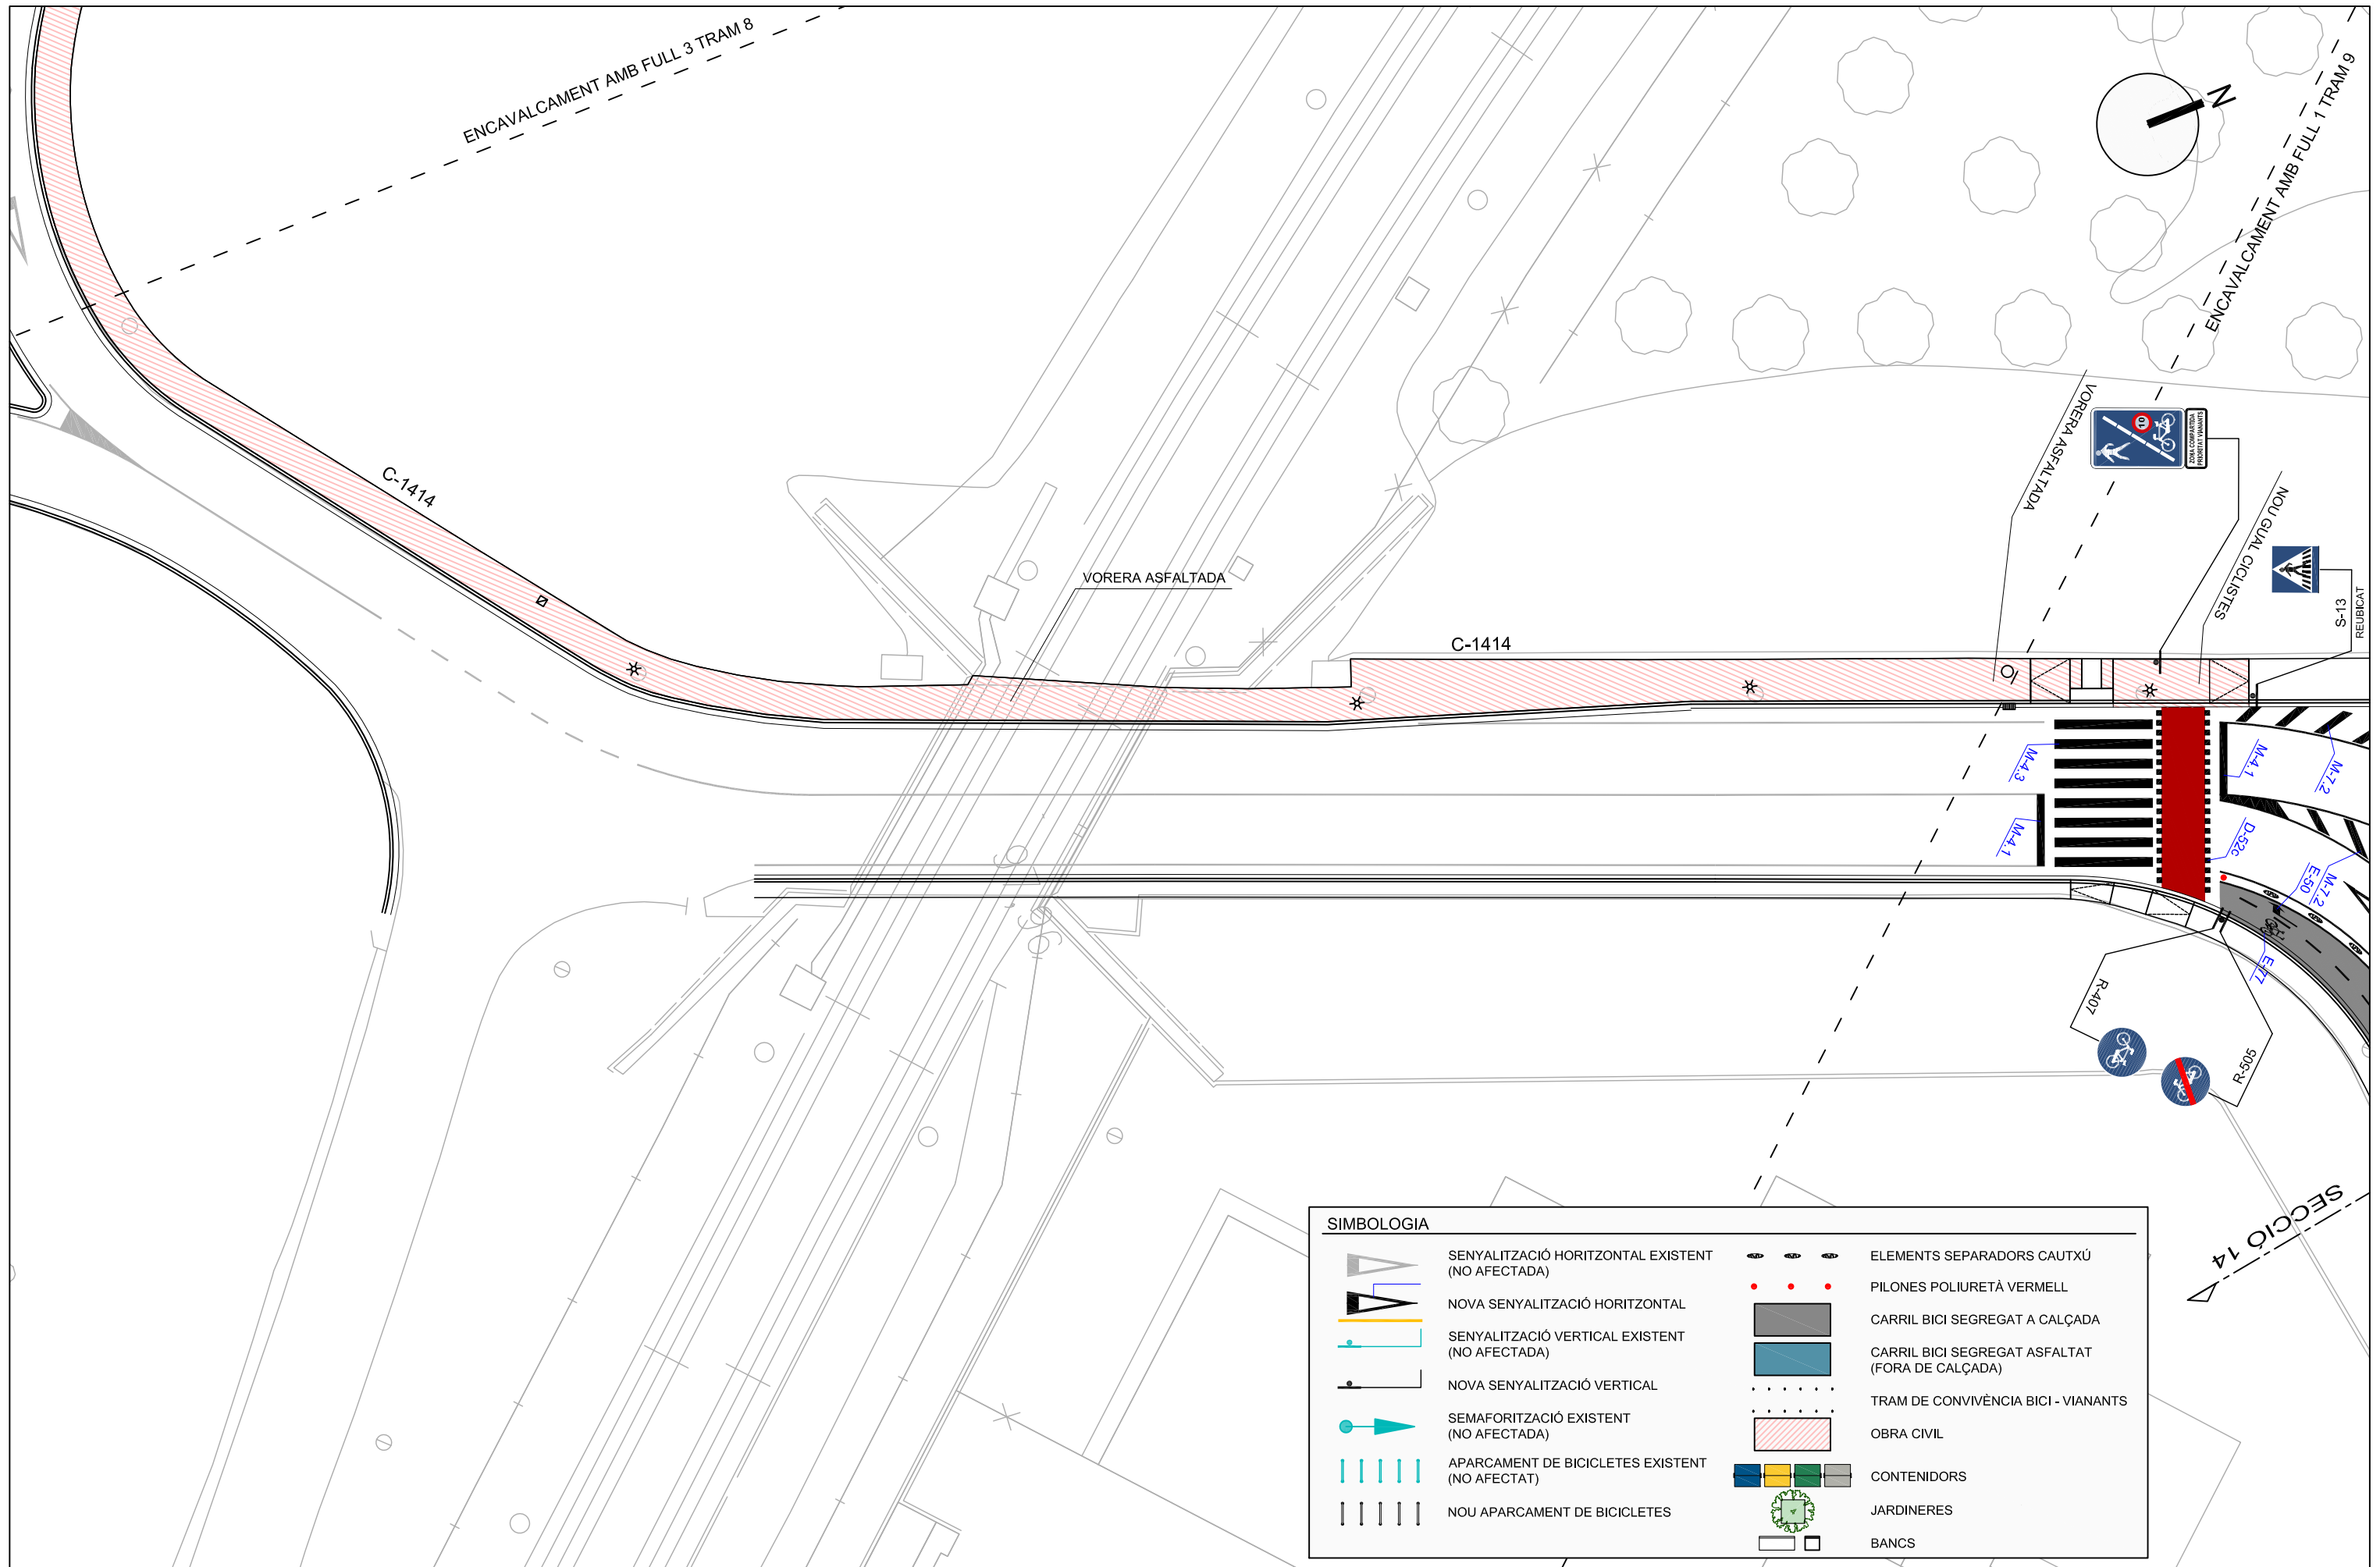 ENCAVALCAMENT AMB FULL 3 TRAM 8
N
ENCAVALCAMENT AMB FULL 1 TRAM 9
VORERA ASFALTADA
10
ZONA COMPARTIDA
PRIORITAT VIANANTS
NOU GUAL CICLISTES
S-13
REUBICAT
C-1414
VORERA ASFALTADA
C-1414
M-4.3
M-4.1
M-4.1
M-7.2
D-52c
E-50
M-7.2
E-77
R-407
R-505
SECCIÓ 14
SIMBOLOGIA
SENYALITZACIÓ HORITZONTAL EXISTENT
(NO AFECTADA)
NOVA SENYALITZACIÓ HORITZONTAL
SENYALITZACIÓ VERTICAL EXISTENT
(NO AFECTADA)
NOVA SENYALITZACIÓ VERTICAL
SEMAFORITZACIÓ EXISTENT
(NO AFECTADA)
APARCAMENT DE BICICLETES EXISTENT
(NO AFECTAT)
NOU APARCAMENT DE BICICLETES
ELEMENTS SEPARADORS CAUTXÚ
PILONES POLIURETÀ VERMELL
CARRIL BICI SEGREGAT A CALÇADA
CARRIL BICI SEGREGAT ASFALTAT
(FORA DE CALÇADA)
TRAM DE CONVIVÈNCIA BICI - VIANANTS
OBRA CIVIL
CONTENIDORS
JARDINERES
BANCS